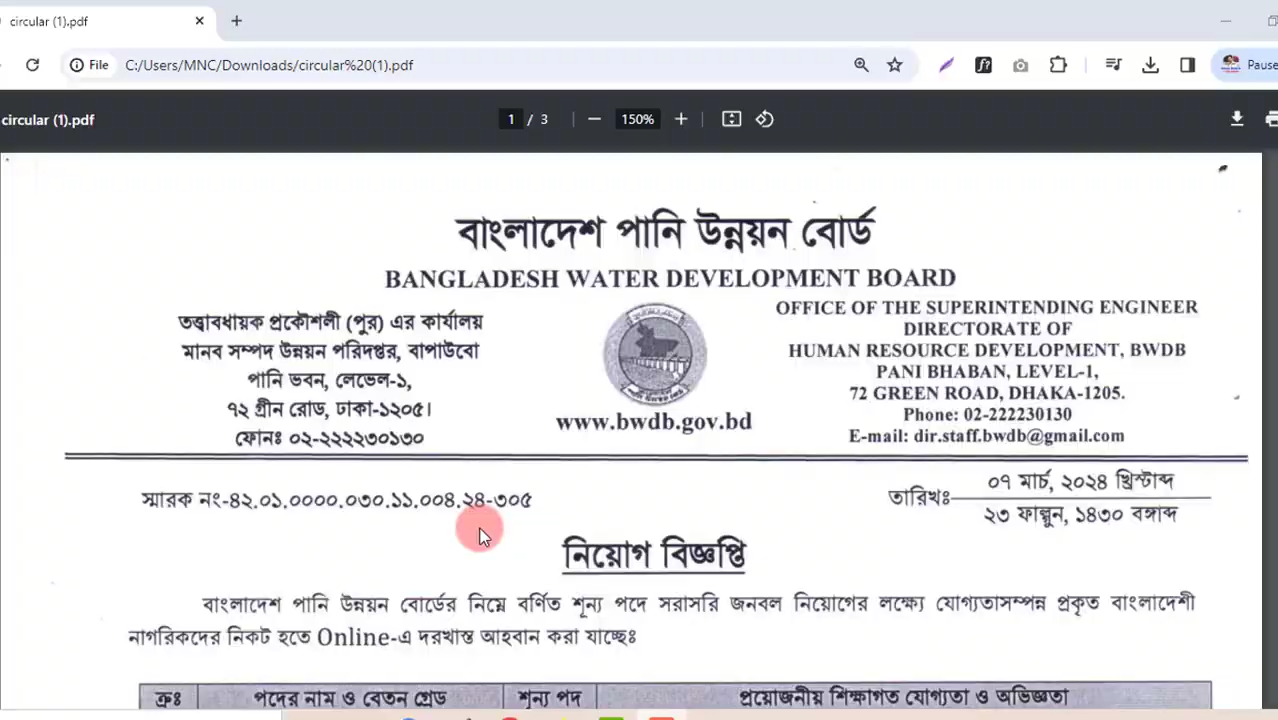 circular (1).pdf
File
C:/Users/MNC/Downloads/circular%20(1).pdf
Pause
circular (1).pdf
1 / 3
150%
বাংলাদেশ পানি উন্নয়ন বোর্ড
BANGLADESH WATER DEVELOPMENT BOARD
তত্ত্বাবধায়ক প্রকৌশলী (পুর) এর কার্যালয়
মানব সম্পদ উন্নয়ন পরিদপ্তর, বাপাউবো
পানি ভবন, লেভেল-১,
৭২ গ্রীন রোড, ঢাকা-১২০৫।
ফোনঃ ০২-২২২২৩০১৩০
www.bwdb.gov.bd
OFFICE OF THE SUPERINTENDING ENGINEER
DIRECTORATE OF
HUMAN RESOURCE DEVELOPMENT, BWDB
PANI BHABAN, LEVEL-1,
72 GREEN ROAD, DHAKA-1205.
Phone: 02-222230130
E-mail: dir.staff.bwdb@gmail.com
স্মারক নং-৪২.০১.০০০০.০৩০.১১.০০৪.২৪-৩০৫
তারিখঃ
০৭ মার্চ, ২০২৪ খ্রিস্টাব্দ
২৩ ফাল্গুন, ১৪৩০ বঙ্গাব্দ
নিয়োগ বিজ্ঞপ্তি
বাংলাদেশ পানি উন্নয়ন বোর্ডের নিম্নে বর্ণিত শূন্য পদে সরাসরি জনবল নিয়োগের লক্ষ্যে যোগ্যতাসম্পন্ন প্রকৃত বাংলাদেশী
নাগরিকদের নিকট হতে Online-এ দরখাস্ত আহবান করা যাচ্ছেঃ
ক্রঃ পদের নাম ও বেতন গ্রেড শূন্য পদ প্রয়োজনীয় শিক্ষাগত যোগ্যতা ও অভিজ্ঞতা